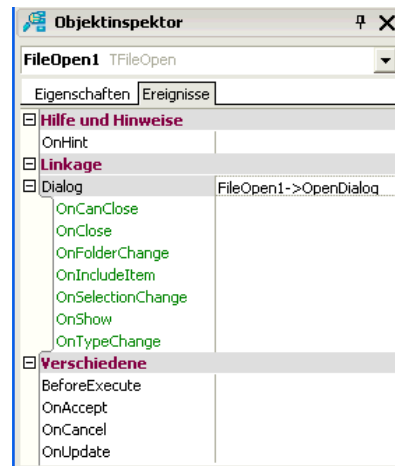 Objektinspektor
FileOpen1 TFileOpen
Eigenschaften Ereignisse
Hilfe und Hinweise
OnHint
Linkage
Dialog FileOpen1->OpenDialog
OnCanClose
OnClose
OnFolderChange
OnIncludeItem
OnSelectionChange
OnShow
OnTypeChange
Verschiedene
BeforeExecute
OnAccept
OnCancel
OnUpdate